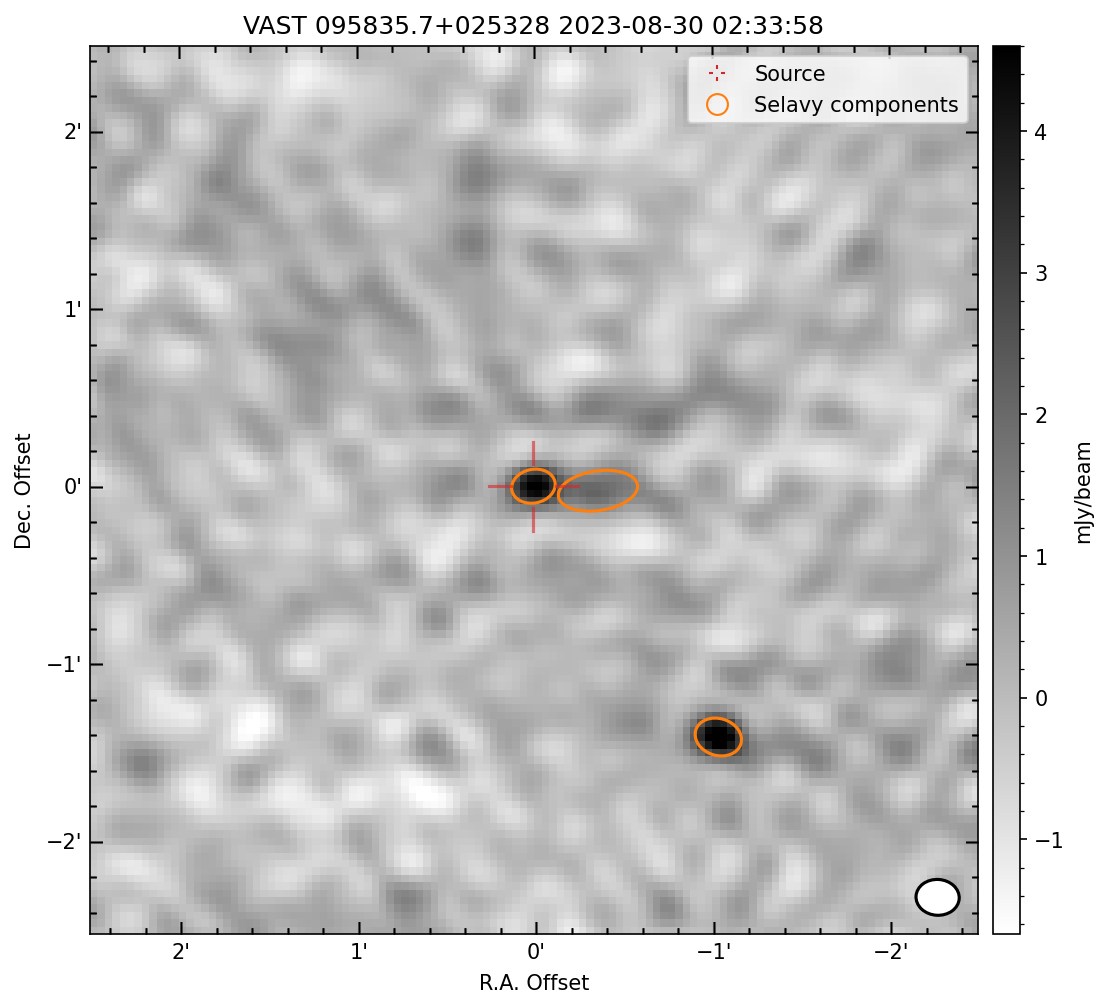 VAST 095835.7+025328 2023-08-30 02:33:58
Source
Selavy components
2'
1'
0'
−1'
−2'
Dec. Offset
2'
1'
0'
−1'
−2'
R.A. Offset
4
3
2
1
0
−1
mJy/beam